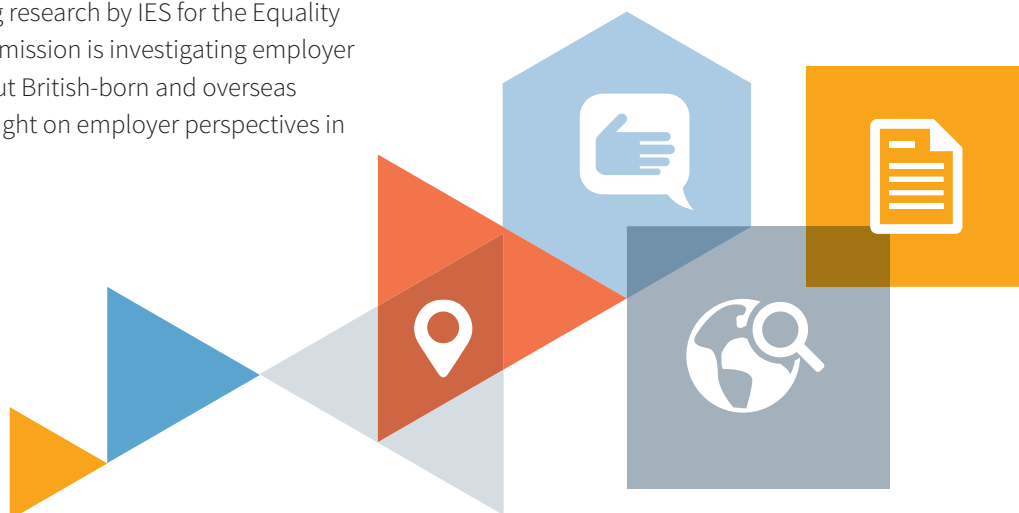 research by IES for the Equality
mission is investigating employer
ut British-born and overseas
ght on employer perspectives in